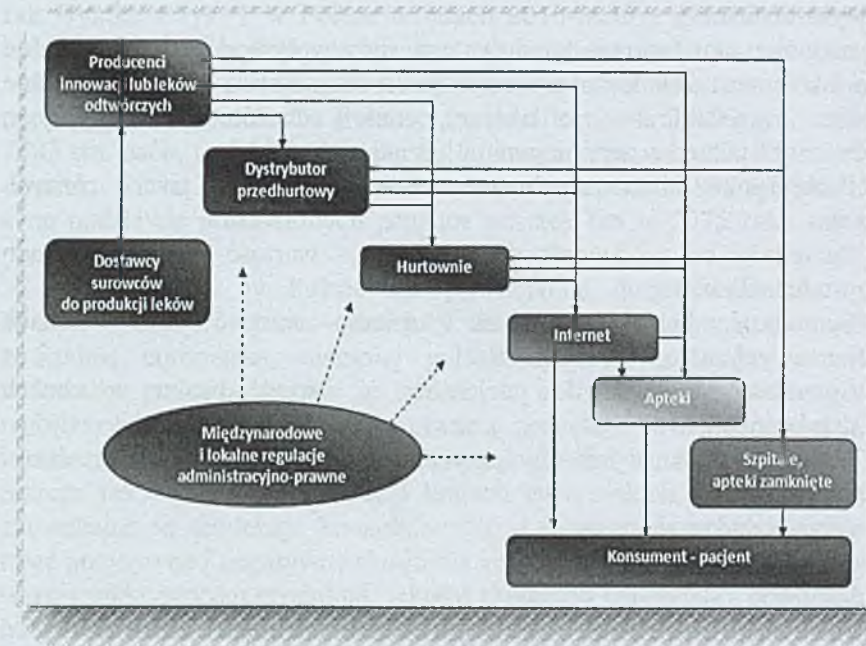 Producenci
innowacji lub leków
odtwórczych
Dystrybutor
przedhurtowy
Dostawcy
surowców
do produkcji leków
Hurtownie
Internet
Apteki
Międzynarodowe
i lokalne regulacje
administracyjno-prawne
Szpitale,
apteki zamknięte
Konsument - pacjent